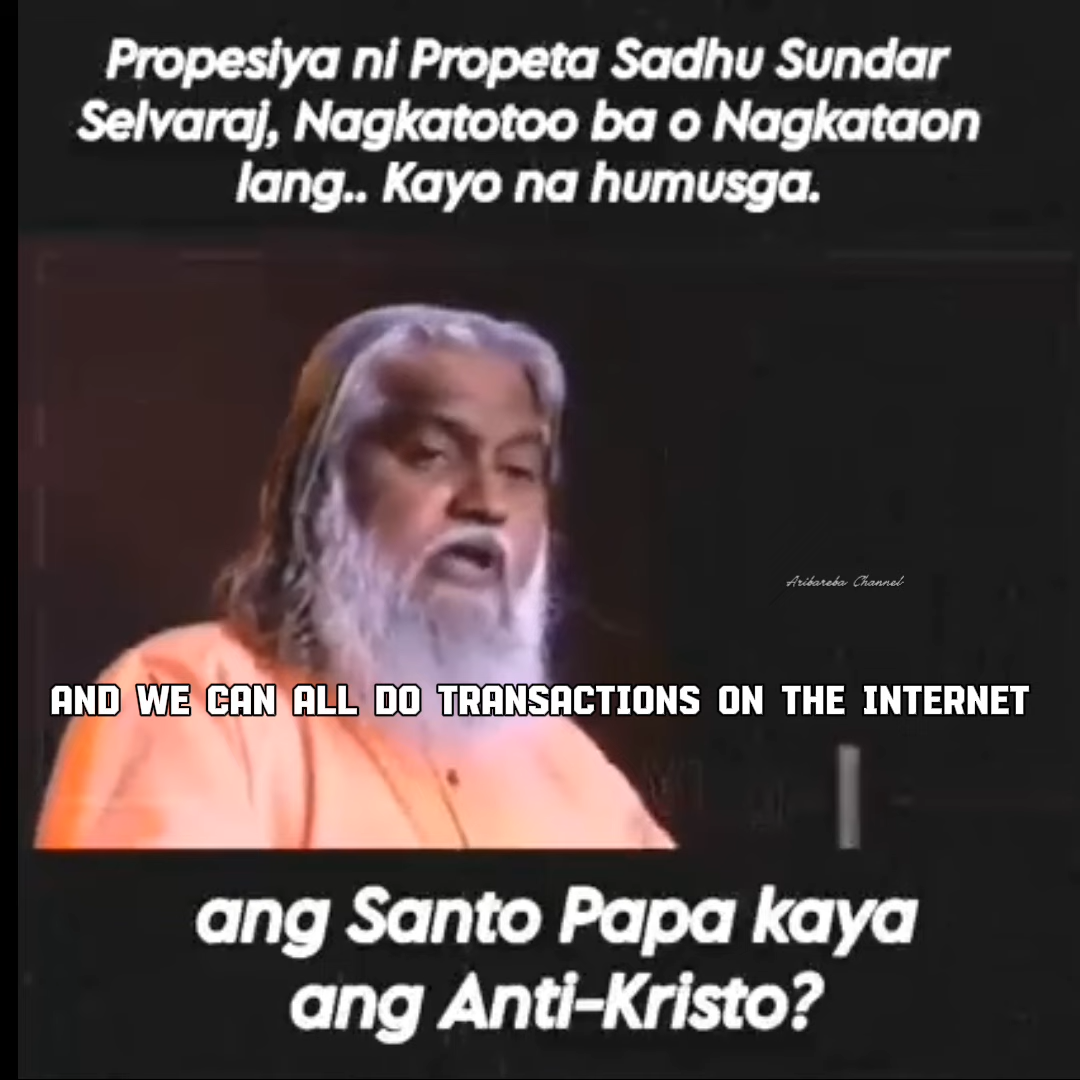 Propesiya ni Propeta Sadhu Sundar
Selvaraj, Nagkatotoo ba o Nagkataon
lang.. Kayo na humusga.
Aribareba Channel
AND WE CAN ALL DO TRANSACTIONS ON THE INTERNET
ang Santo Papa kaya
ang Anti-Kristo?